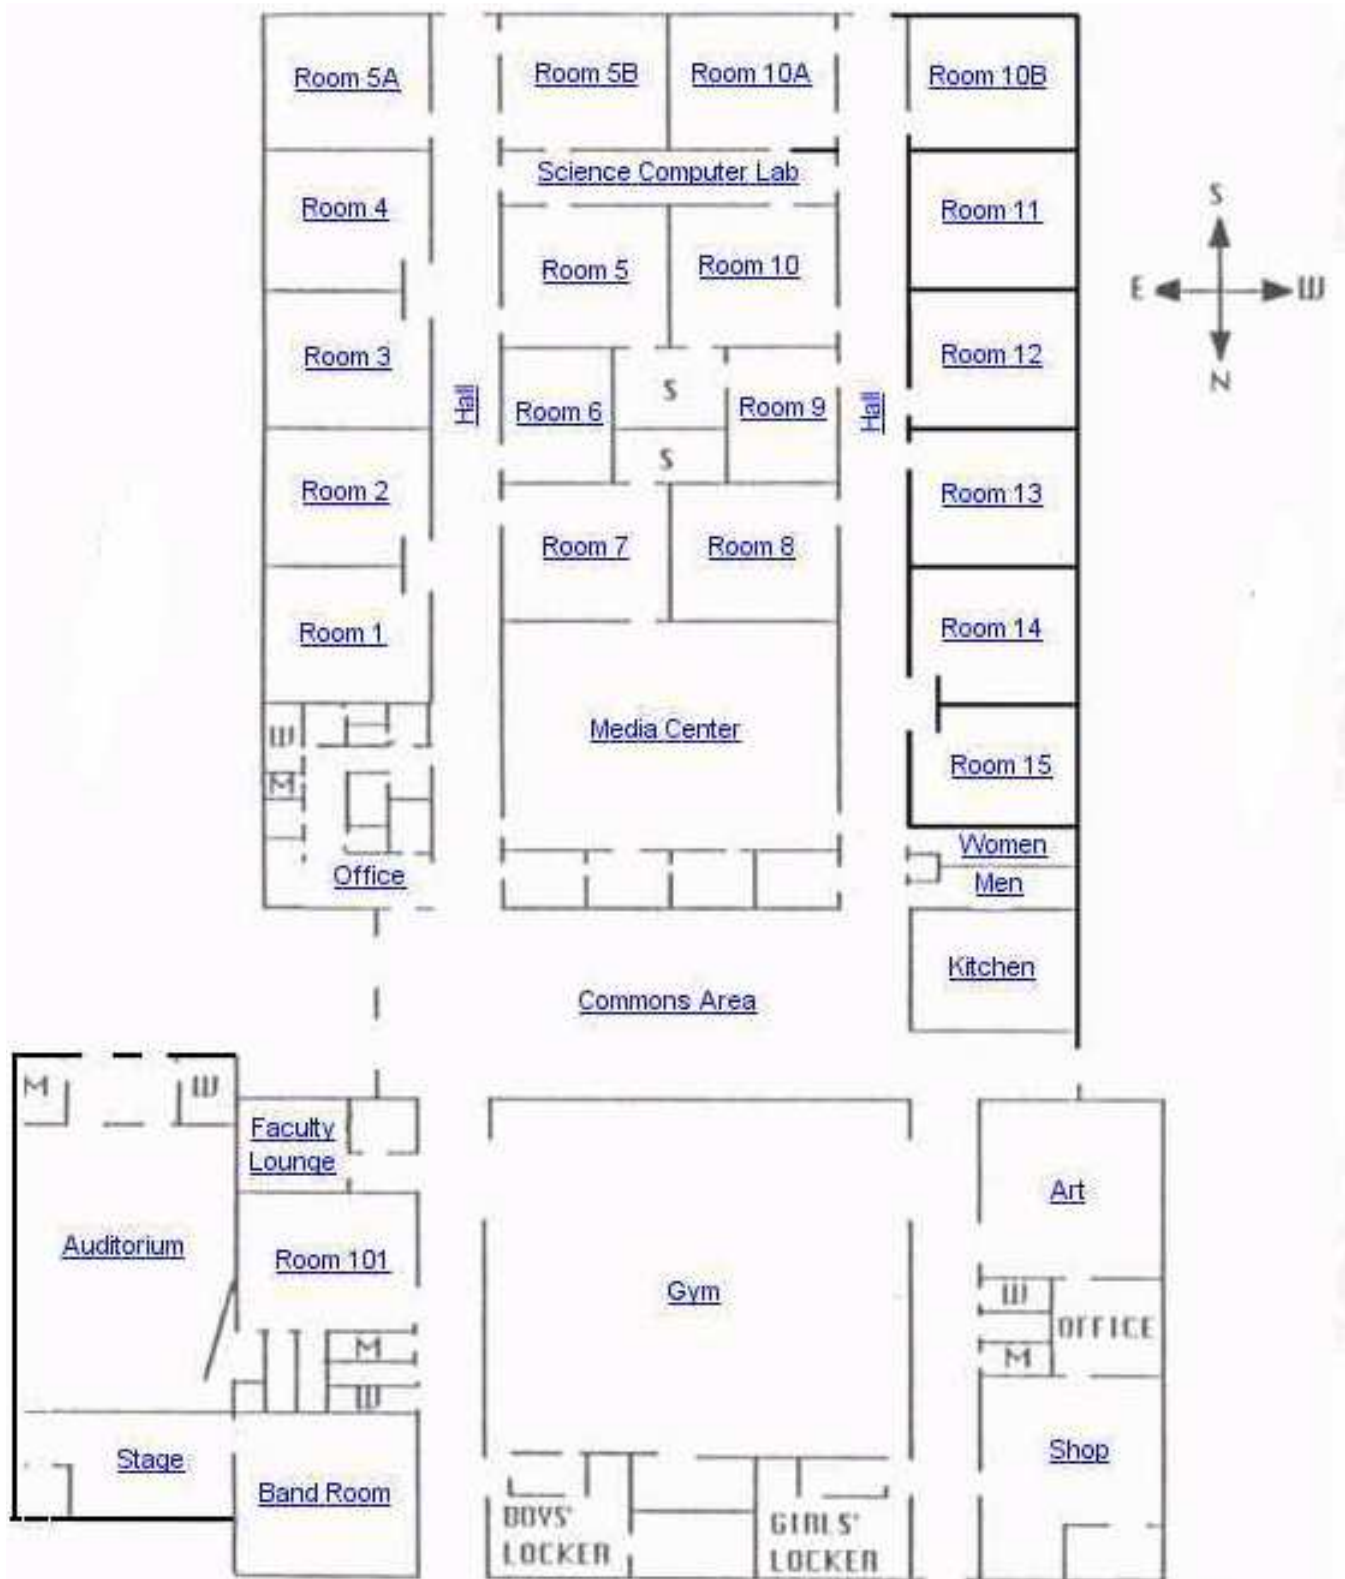 Room 5A
Room 5B
Room 10A
Room 10B
Science Computer Lab
Room 4
Room 11
S
E
W
N
Room 5
Room 10
Room 3
Room 12
Hall
S
Hall
Room 6
Room 9
S
Room 2
Room 13
Room 7
Room 8
Room 1
Room 14
W
Media Center
M
Room 15
Women
Office
Men
Kitchen
Commons Area
M
W
Faculty
Lounge
Art
Auditorium
Room 101
Gym
W
OFFICE
M
M
W
Stage
Shop
Band Room
BOYS'
LOCKER
GIRLS'
LOCKER